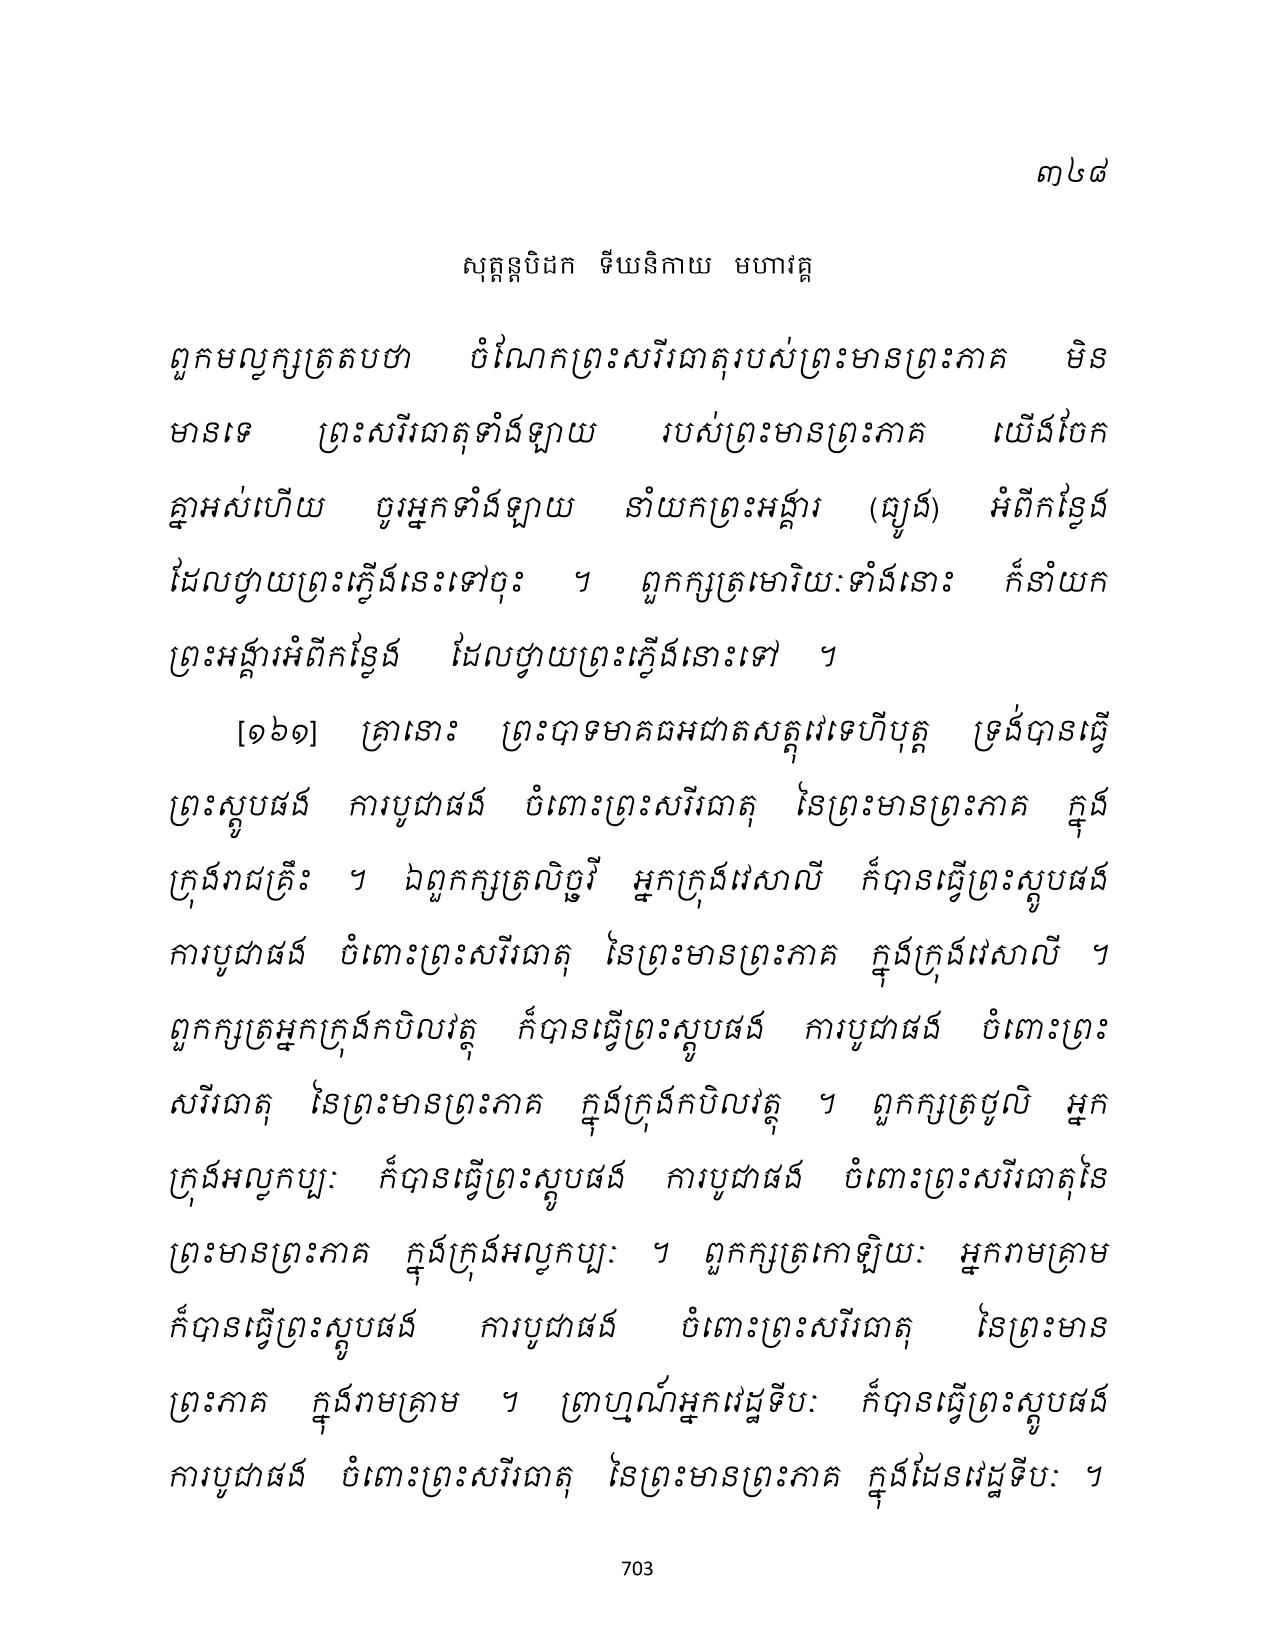 ៣៤៨
សុត្តន្តបិដក ទីឃនិកាយ មហាវគ្គ
ពួកមល្លក្សត្រតបថា ចំណែកព្រះសរីរធាតុរបស់ព្រះមានព្រះភាគ មិន
មានទេ ព្រះសរីរធាតុទាំងឡាយ របស់ព្រះមានព្រះភាគ យើងចែក
គ្នាអស់ហើយ ចូរអ្នកទាំងឡាយ នាំយកព្រះអង្គារ (ធ្យូង) អំពីកន្លែង
ដែលថ្វាយព្រះភ្លើងនេះទៅចុះ ។ ពួកក្សត្រមោរិយៈទាំងនោះ ក៏នាំយក
ព្រះអង្គារអំពីកន្លែង ដែលថ្វាយព្រះភ្លើងនោះទៅ ។
[១៦១] គ្រានោះ ព្រះបាទមាគធអជាតសត្តុវេទេហីបុត្ត ទ្រង់បានធ្វើ
ព្រះស្តូបផង ការបូជាផង ចំពោះព្រះសរីរធាតុ នៃព្រះមានព្រះភាគ ក្នុង
ក្រុងរាជគ្រឹះ ។ ឯពួកក្សត្រលិច្ឆវី អ្នកក្រុងវេសាលី ក៏បានធ្វើព្រះស្តូបផង
ការបូជាផង ចំពោះព្រះសរីរធាតុ នៃព្រះមានព្រះភាគ ក្នុងក្រុងវេសាលី ។
ពួកក្សត្រអ្នកក្រុងកបិលវត្ថុ ក៏បានធ្វើព្រះស្តូបផង ការបូជាផង ចំពោះព្រះ
សរីរធាតុ នៃព្រះមានព្រះភាគ ក្នុងក្រុងកបិលវត្ថុ ។ ពួកក្សត្រថូលិ អ្នក
ក្រុងអល្លកប្បៈ ក៏បានធ្វើព្រះស្តូបផង ការបូជាផង ចំពោះព្រះសរីរធាតុនៃ
ព្រះមានព្រះភាគ ក្នុងក្រុងអល្លកប្បៈ ។ ពួកក្សត្រកោឡិយៈ អ្នករាមគ្រាម
ក៏បានធ្វើព្រះស្តូបផង ការបូជាផង ចំពោះព្រះសរីរធាតុ នៃព្រះមាន
ព្រះភាគ ក្នុងរាមគ្រាម ។ ព្រាហ្មណ៍អ្នកវេដ្ឋទីបៈ ក៏បានធ្វើព្រះស្តូបផង
ការបូជាផង ចំពោះព្រះសរីរធាតុ នៃព្រះមានព្រះភាគ ក្នុងដែនវេដ្ឋទីបៈ ។
703